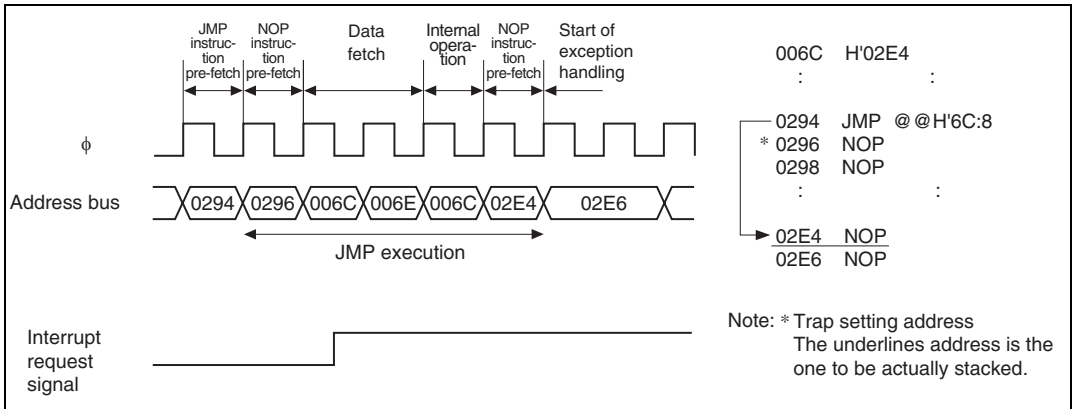 JMP
instruc-
tion
pre-fetch
NOP
instruc-
tion
pre-fetch
Data
fetch
Internal
opera-
tion
NOP
instruc-
tion
pre-fetch
Start of
exception
handling
φ
Address bus
0294 0296 006C 006E 006C 02E4 02E6
JMP execution
Interrupt
request
signal
006C H'02E4
: :
0294 JMP @@H'6C:8
* 0296 NOP
0298 NOP
: :
02E4 NOP
02E6 NOP
Note: * Trap setting address
The underlines address is the
one to be actually stacked.